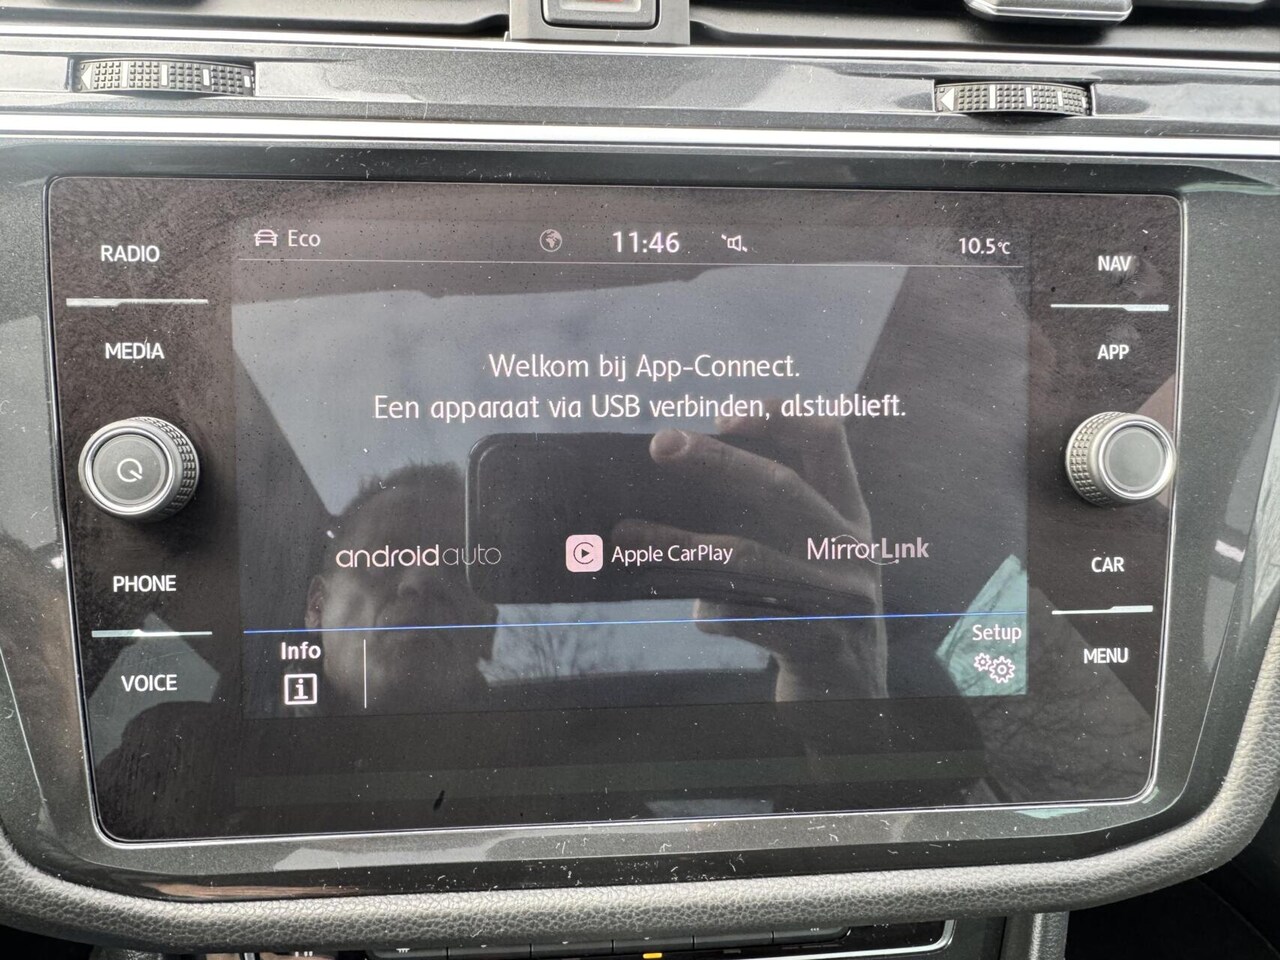 RADIO
MEDIA
PHONE
VOICE
Eco
11:46
10.5°C
Welkom bij App-Connect.
Een apparaat via USB verbinden, alstublieft.
androidauto
Apple CarPlay
MirrorLink
Info
i
Setup
NAV
APP
CAR
MENU